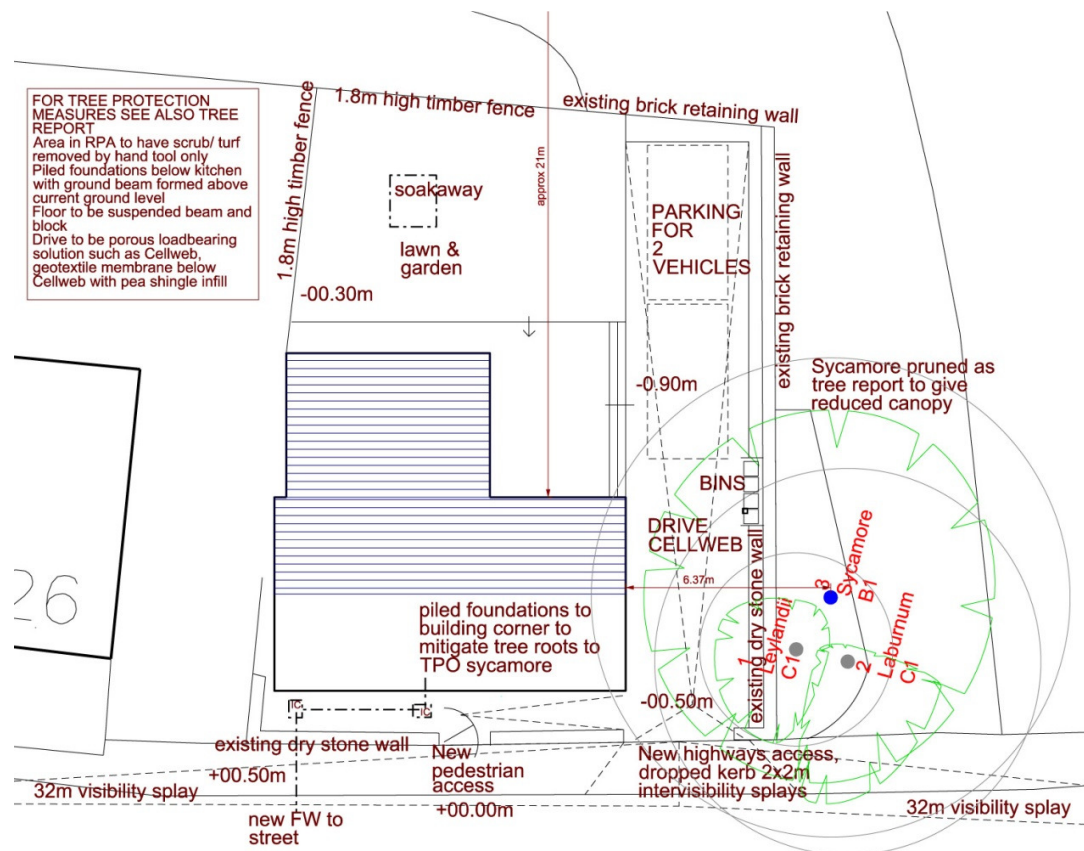 FOR TREE PROTECTION
MEASURES SEE ALSO TREE
REPORT
Area in RPA to have scrub/ turf
removed by hand tool only
Piled foundations below kitchen
with ground beam formed above
current ground level
Floor to be suspended beam and
block
Drive to be porous loadbearing
solution such as Cellweb,
geotextile membrane below
Cellweb with pea shingle infill
1.8m high timber fence
1.8m high timber fence
existing brick retaining wall
existing brick retaining wall
approx 21m
soakaway
lawn &
garden
-00.30m
PARKING
FOR
2
VEHICLES
-0.90m
Sycamore pruned as
tree report to give
reduced canopy
BINS
DRIVE
CELLWEB
6.37m
existing dry stone wall
3
Sycamore
B1
1
Leylandii
C1
2
Laburnum
C1
26
piled foundations to
building corner to
mitigate tree roots to
TPO sycamore
-00.50m
IC
IC
existing dry stone wall
+00.50m
32m visibility splay
new FW to
street
New
pedestrian
access
+00.00m
New highways access,
dropped kerb 2x2m
intervisibility splays
32m visibility splay